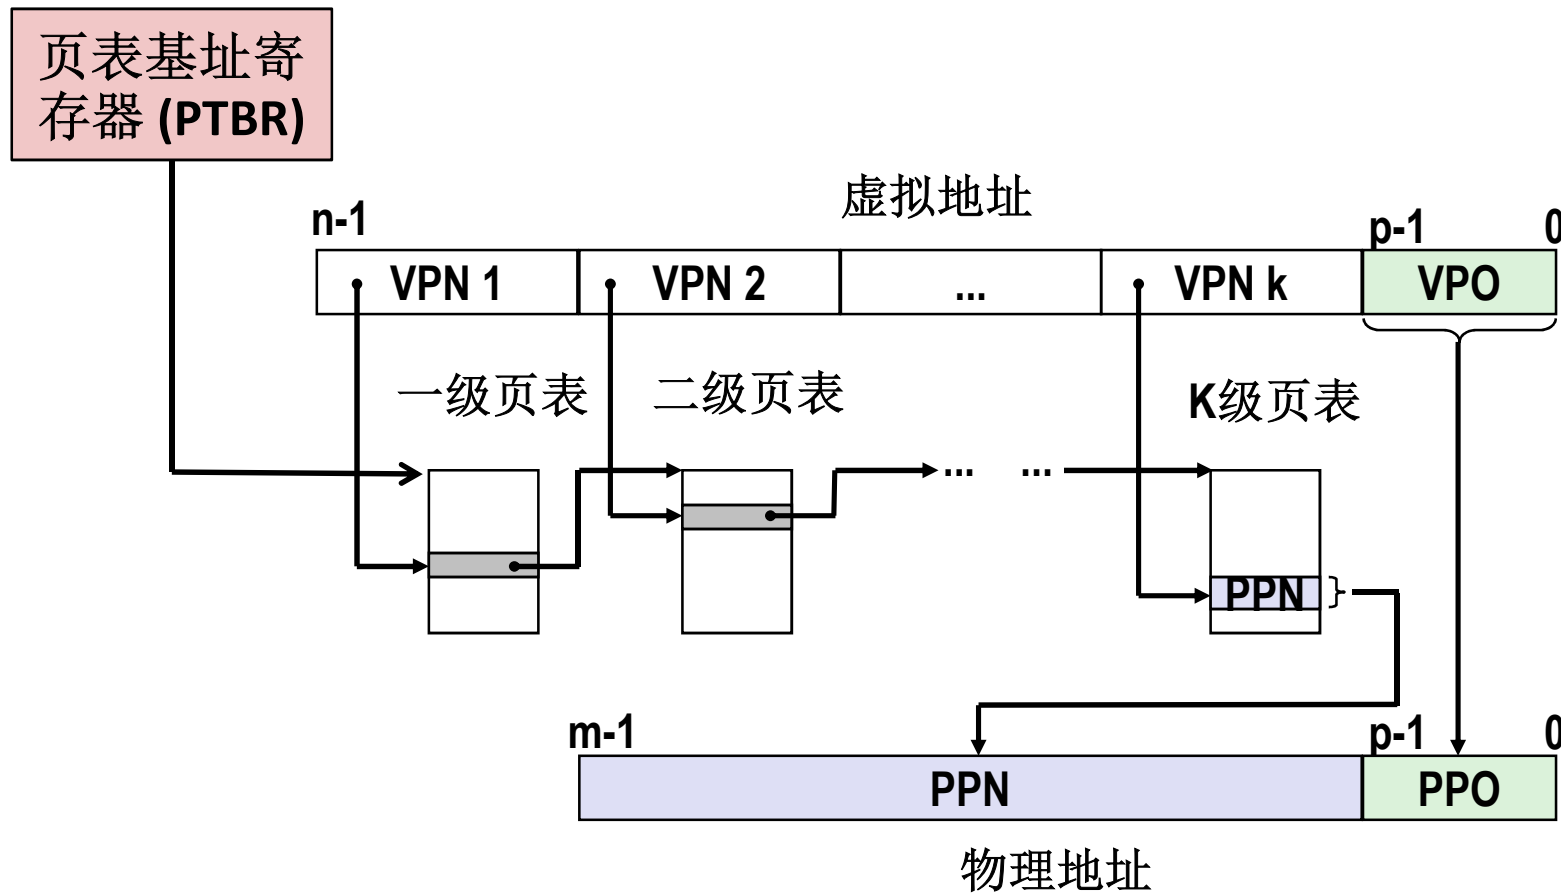 页表基址寄
存器 (PTBR)
虚拟地址
n-1
p-1
0
VPN 1
VPN 2
...
VPN k
VPO
一级页表
二级页表
K级页表
...
...
PPN
m-1
p-1
0
PPN
PPO
物理地址